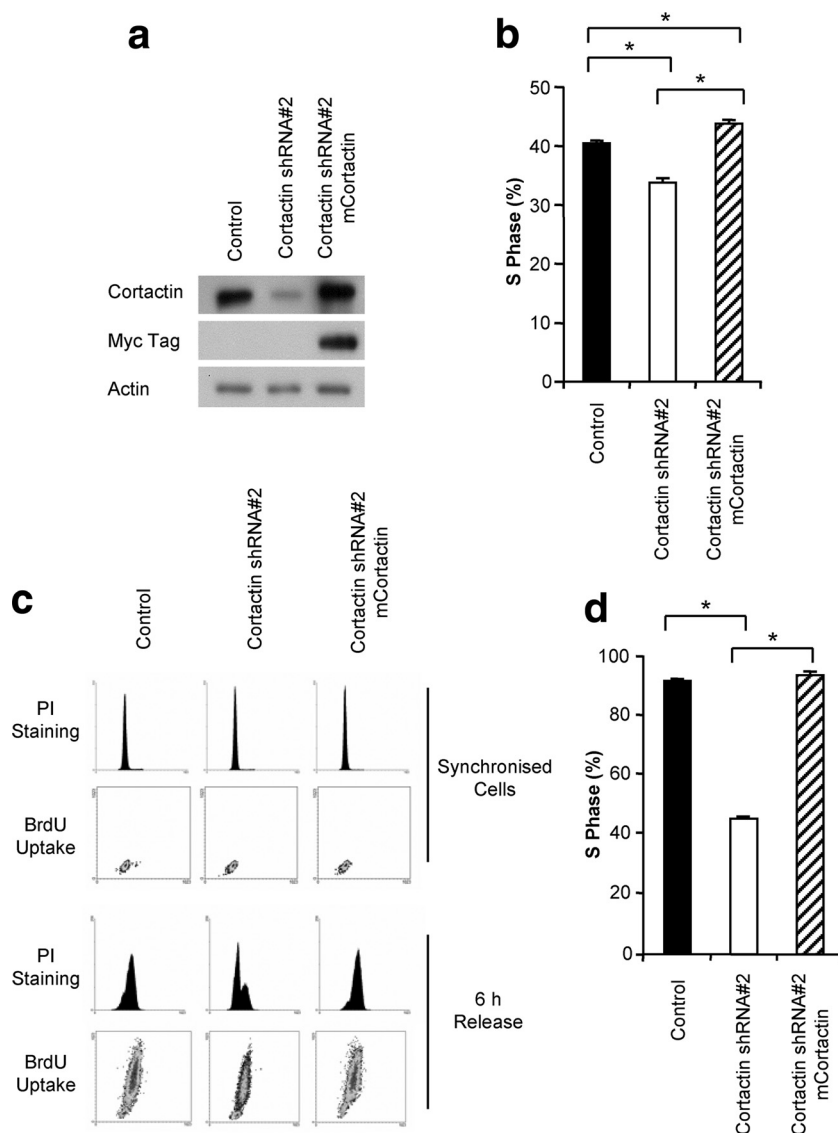 a
Control
Cortactin shRNA#2
Cortactin shRNA#2
mCortactin
Cortactin
Myc Tag
Actin
b
*
*
*
50
40
30
20
10
0
S Phase (%)
Control
Cortactin shRNA#2
Cortactin shRNA#2
mCortactin
c
Control
Cortactin shRNA#2
Cortactin shRNA#2
mCortactin
PI
Staining
BrdU
Uptake
Synchronised
Cells
PI
Staining
BrdU
Uptake
6 h
Release
d
*
*
100
80
60
40
20
0
S Phase (%)
Control
Cortactin shRNA#2
Cortactin shRNA#2
mCortactin